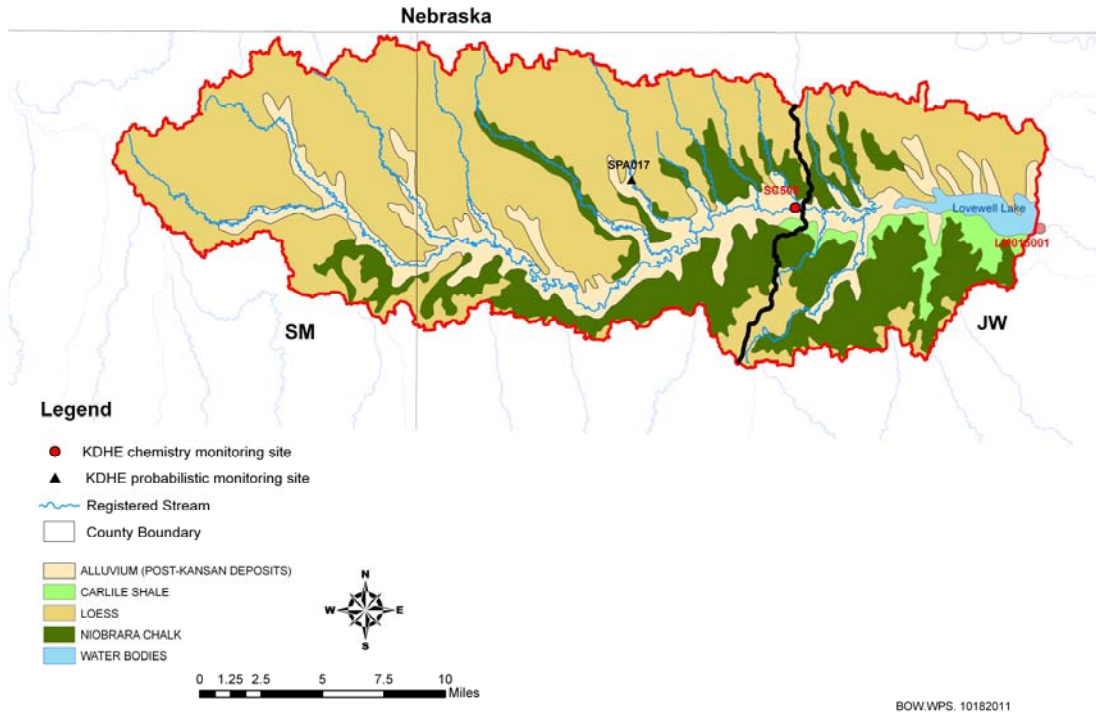 Nebraska
SPA017
SC509
Lovewell Lake
LM015001
SM
JW
Legend
KDHE chemistry monitoring site
KDHE probabilistic monitoring site
Registered Stream
County Boundary
ALLUVIUM (POST-KANSAN DEPOSITS)
CARLILE SHALE
LOESS
NIOBRARA CHALK
WATER BODIES
N
W E
S
0 1.25 2.5 5 7.5 10
Miles
BOW.WPS. 10182011